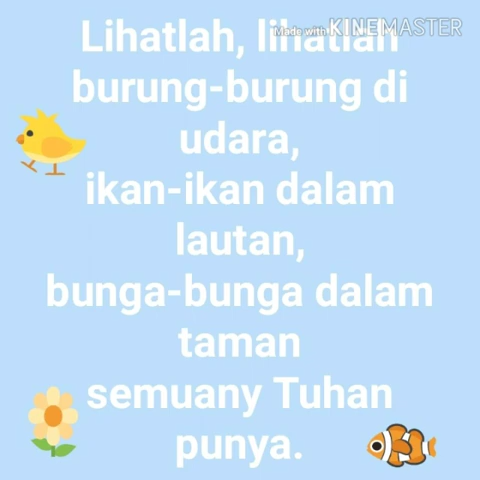 Made with KINEMASTER
Lihatlah, lihatlah
burung-burung di
udara,
ikan-ikan dalam
lautan,
bunga-bunga dalam
taman
semuany Tuhan
punya.